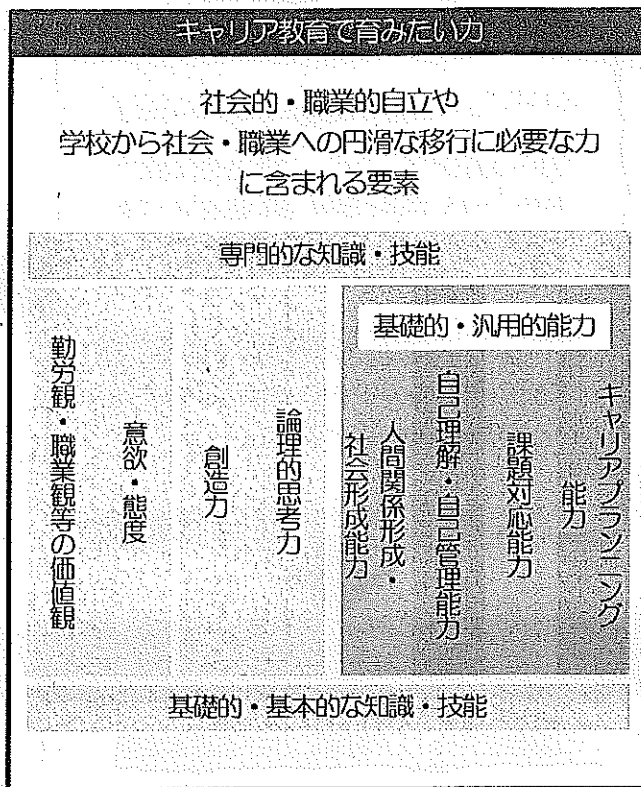 キャリア教育で育みたい力
社会的・職業的自立や
学校から社会・職業への円滑な移行に必要な力
に含まれる要素
専門的な知識・技能
勤労観・職業観等の価値観
意欲・態度
創造力
論理的思考力
基礎的・汎用的能力
人間関係形成・
社会形成能力
自己理解・自己管理能力
課題対応能力
キャリアプランニング
能力
基礎的・基本的な知識・技能